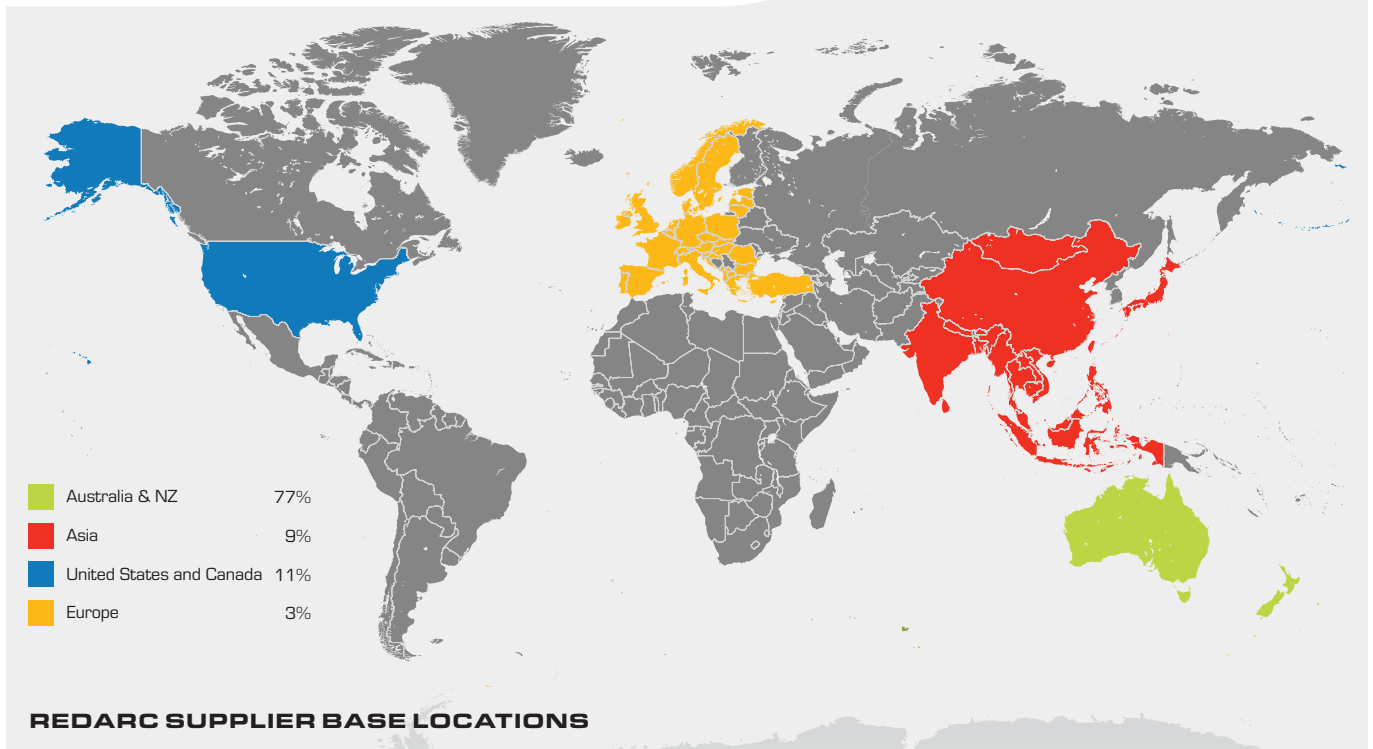 Australia & NZ 77%
Asia 9%
United States and Canada 11%
Europe 3%
REDARC SUPPLIER BASE LOCATIONS